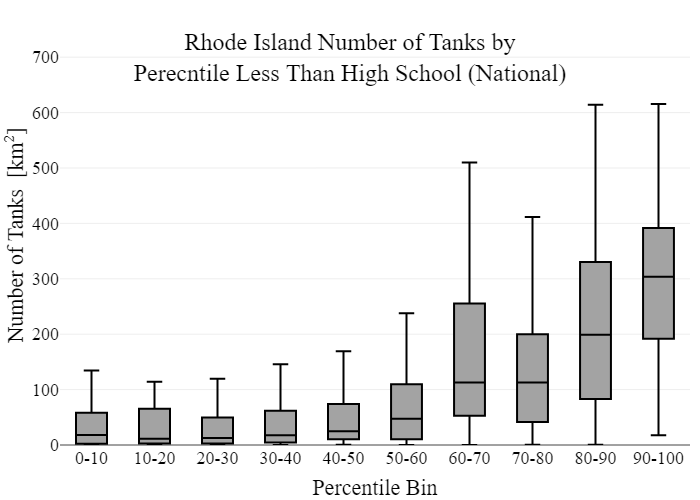 Rhode Island Number of Tanks by
Perecntile Less Than High School (National)
Number of Tanks [km²]
700
600
500
400
300
200
100
0
0-10 10-20 20-30 30-40 40-50 50-60 60-70 70-80 80-90 90-100
Percentile Bin